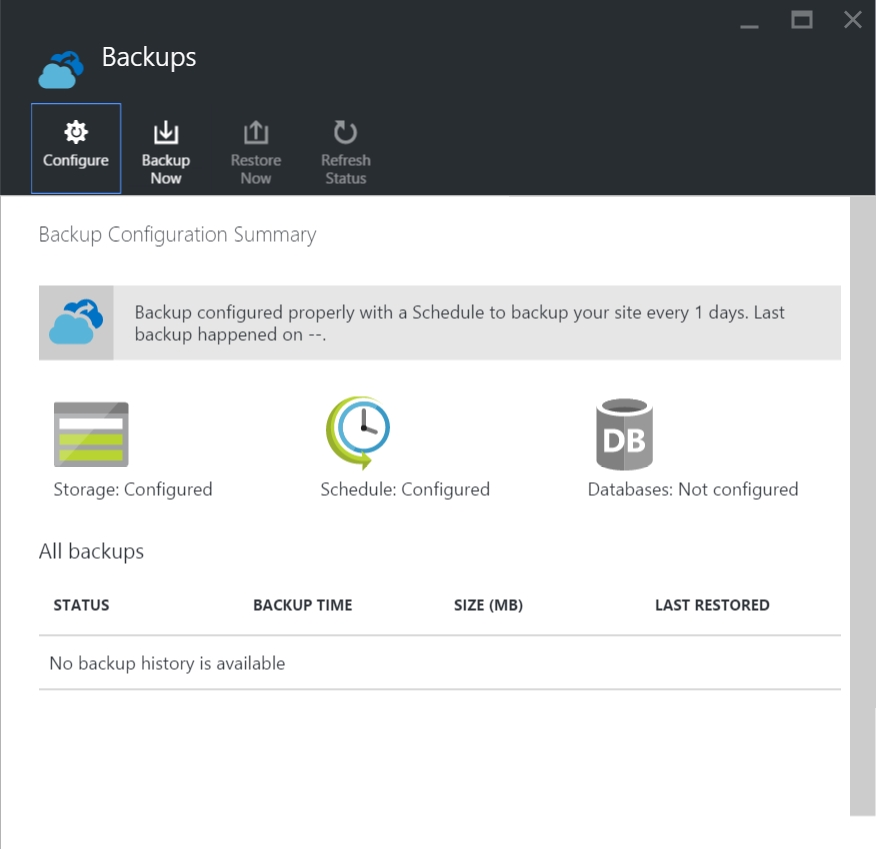 Backups
Configure
Backup
Now
Restore
Now
Refresh
Status
Backup Configuration Summary
Backup configured properly with a Schedule to backup your site every 1 days. Last
backup happened on --.
DB
Storage: Configured
Schedule: Configured
Databases: Not configured
All backups
STATUS BACKUP TIME SIZE (MB) LAST RESTORED
No backup history is available